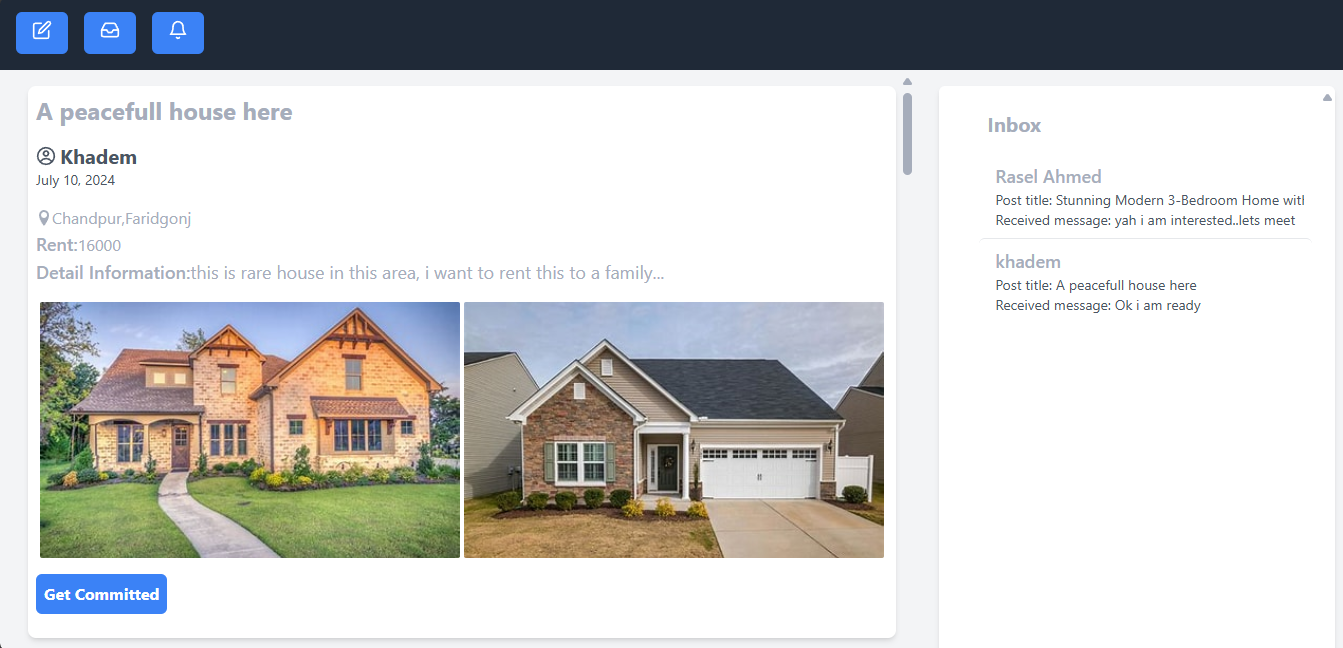 A peacefull house here
Khadem
July 10, 2024
Chandpur,Faridgonj
Rent:16000
Detail Information:this is rare house in this area, i want to rent this to a family...
Get Committed
Inbox
Rasel Ahmed
Post title: Stunning Modern 3-Bedroom Home with
Received message: yah i am interested..lets meet
khadem
Post title: A peacefull house here
Received message: Ok i am ready